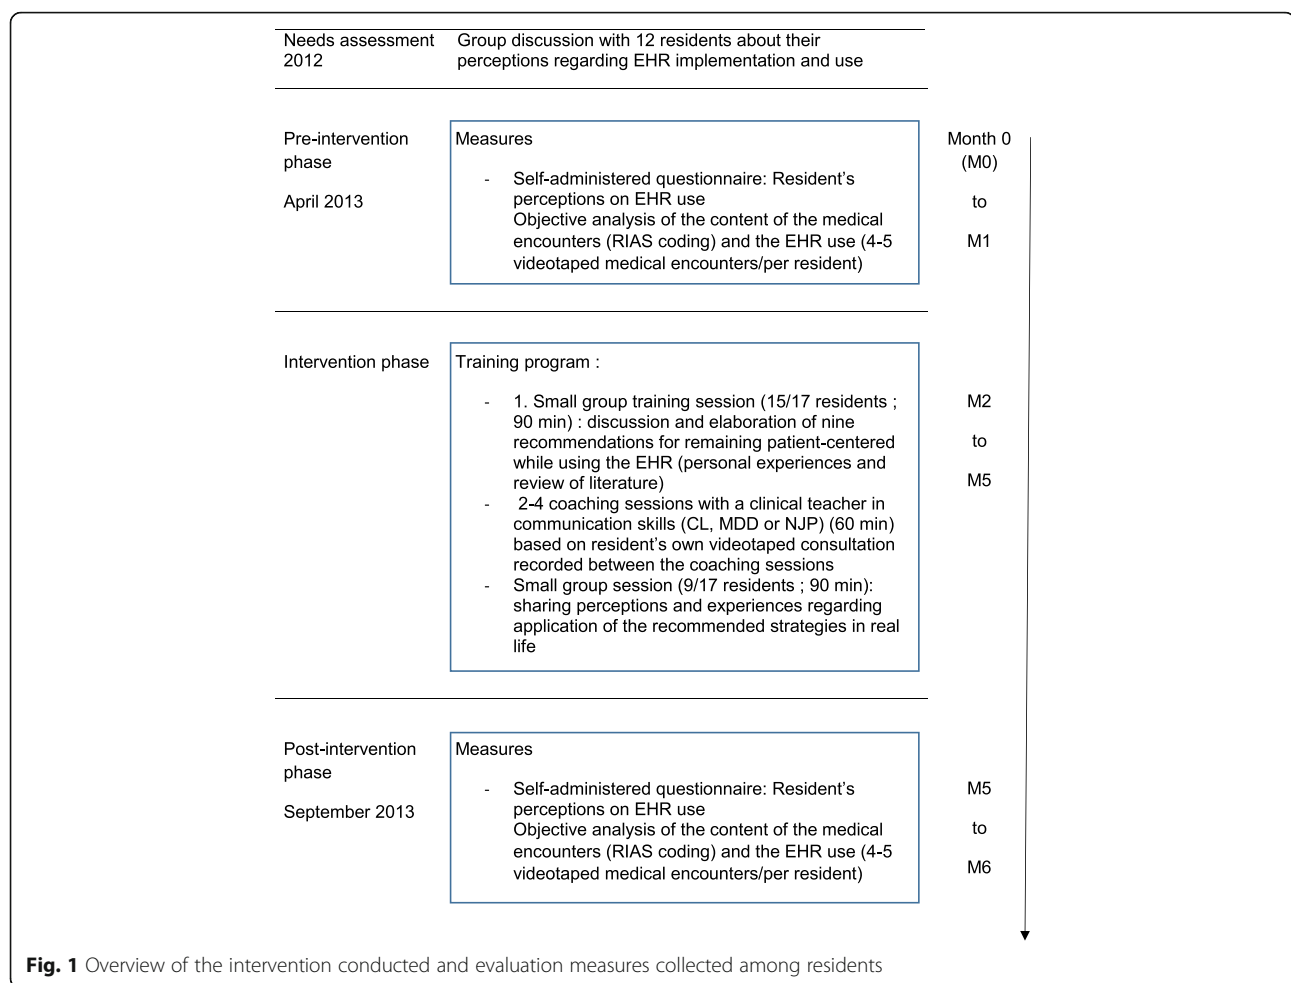 Needs assessment
2012
Group discussion with 12 residents about their
perceptions regarding EHR implementation and use
Pre-intervention
phase
April 2013
Measures
- Self-administered questionnaire: Resident's
perceptions on EHR use
Objective analysis of the content of the medical
encounters (RIAS coding) and the EHR use (4-5
videotaped medical encounters/per resident)
Month 0
(M0)
to
M1
Intervention phase
Training program :
- 1. Small group training session (15/17 residents ;
90 min) : discussion and elaboration of nine
recommendations for remaining patient-centered
while using the EHR (personal experiences and
review of literature)
- 2-4 coaching sessions with a clinical teacher in
communication skills (CL, MDD or NJP) (60 min)
based on resident's own videotaped consultation
recorded between the coaching sessions
- Small group session (9/17 residents ; 90 min):
sharing perceptions and experiences regarding
application of the recommended strategies in real
life
M2
to
M5
Post-intervention
phase
September 2013
Measures
- Self-administered questionnaire: Resident's
perceptions on EHR use
Objective analysis of the content of the medical
encounters (RIAS coding) and the EHR use (4-5
videotaped medical encounters/per resident)
M5
to
M6
Fig. 1 Overview of the intervention conducted and evaluation measures collected among residents